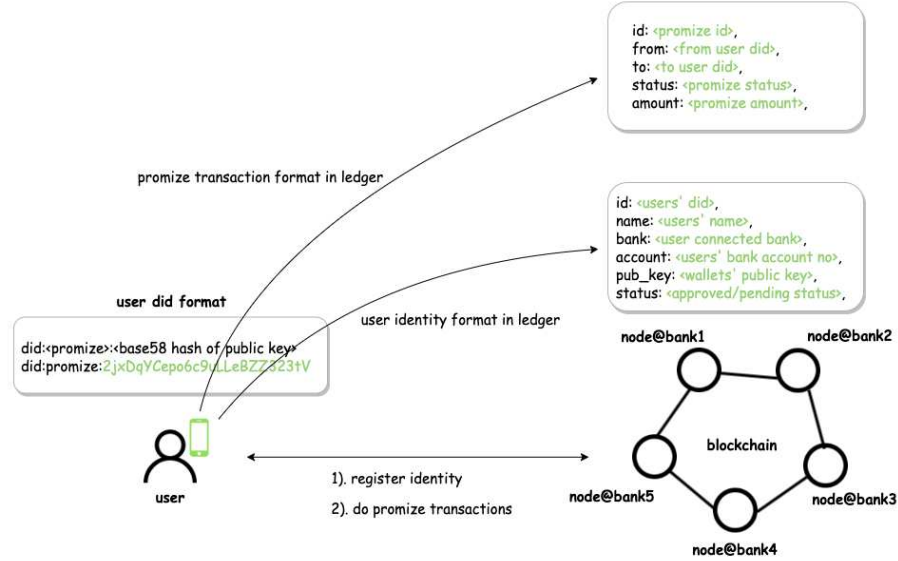 id: <promize id>,
from: <from user did>,
to: <to user did>,
status: <promize status>,
amount: <promize amount>,
promize transaction format in ledger
id: <users' did>,
name: <users' name>,
bank: <user connected bank>,
account: <users' bank account no>,
pub_key: <wallets' public key>,
status: <approved/pending status>,
user did format
user identity format in ledger
did:<promize>:<base58 hash of public key>
did:promize:2jxDqYCepo6c9uLLeBZZ323tV
node@bank1
node@bank2
blockchain
user
1). register identity
2). do promize transactions
node@bank5
node@bank3
node@bank4